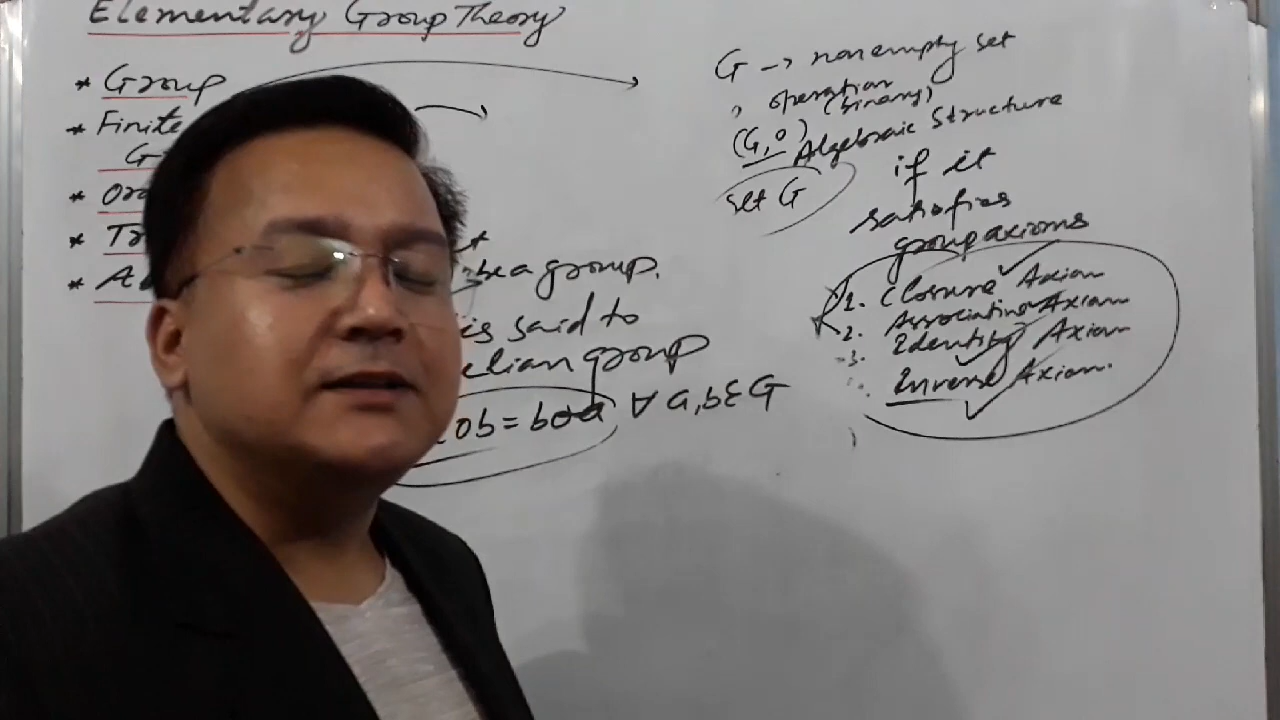 Elementary Group Theory
* Group
* Finite
G
* Ord
* Tr
* A
be a group.
is said to
elian group
ob = boa ∀ a, b ∈ G
G → nonempty set
, operation
(binary)
(G, o) Algebraic Structure
set G
if it
satisfies
group axioms
1. Closure Axiom
2. Associative Axiom
3. Identity Axiom
Inverse Axiom.